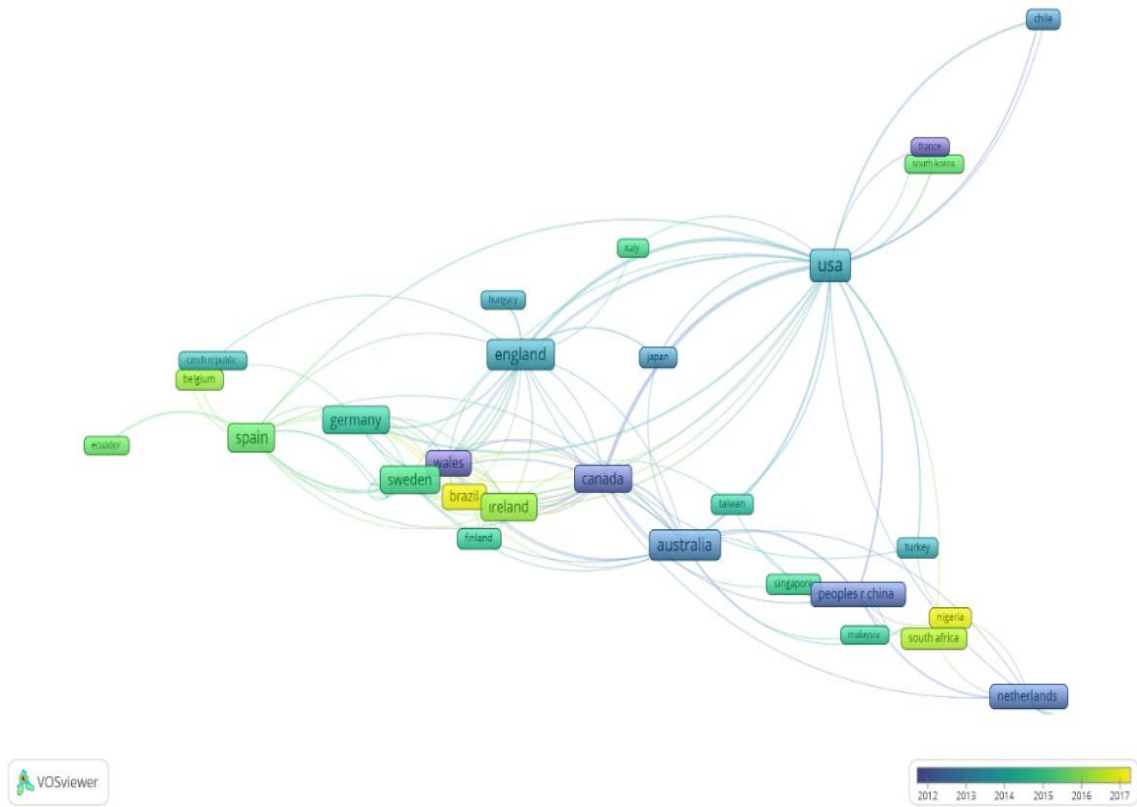 chile
france
south korea
italy
usa
hungary
england
japan
czech republic
belgium
germany
spain
ecuador
wales
sweden
canada
brazil
ireland
taiwan
finland
australia
turkey
singapore
peoples r china
nigeria
malaysia
south africa
netherlands
VOSviewer
2012 2013 2014 2015 2016 2017